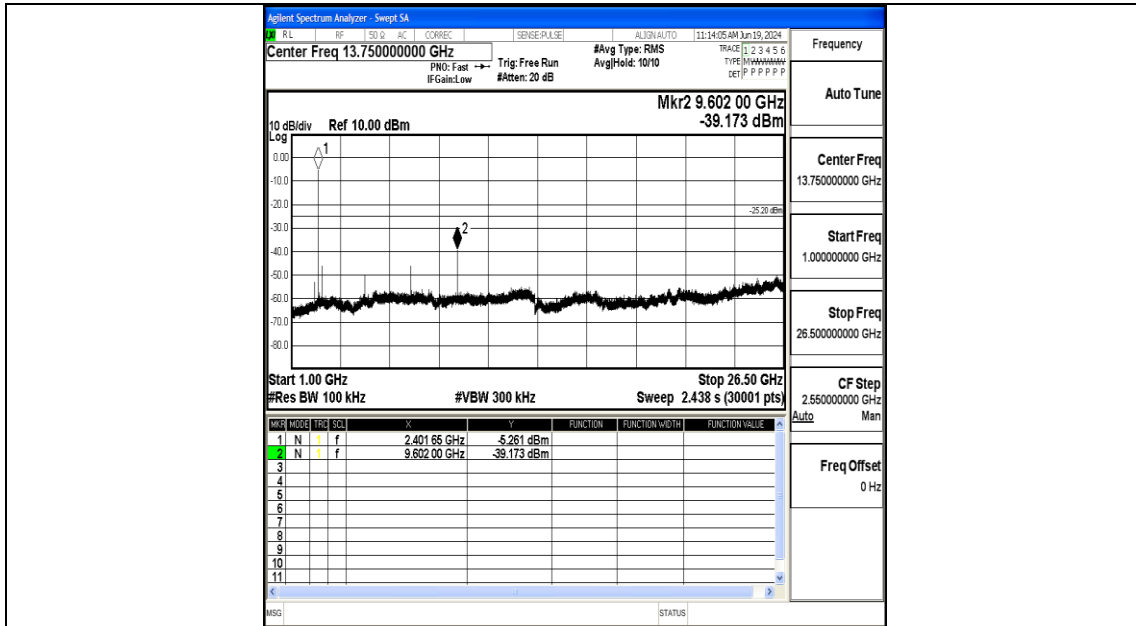 Agilent Spectrum Analyzer - Swept SA
RL RF 50 Ω AC CORREC SENSE:PULSE ALIGN AUTO 11:14:05 AM Jun 19, 2024
Center Freq 13.750000000 GHz
PNO: Fast
IFGain:Low
Trig: Free Run
#Atten: 20 dB
#Avg Type: RMS
Avg|Hold: 10/10
TRACE 1 2 3 4 5 6
TYPE
DET P P P P P P
Mkr2 9.602 00 GHz
-39.173 dBm
10 dB/div Ref 10.00 dBm
Log
0.00
-10.0
-20.0
-30.0
-40.0
-50.0
-60.0
-70.0
-80.0
1
2
-25.20 dBm
Start 1.00 GHz Stop 26.50 GHz
#Res BW 100 kHz #VBW 300 kHz Sweep 2.438 s (30001 pts)
MKR MODE TRC SCL X Y FUNCTION FUNCTION WIDTH FUNCTION VALUE
1 N 1 f 2.401 65 GHz -5.261 dBm
2 N 1 f 9.602 00 GHz -39.173 dBm
3
4
5
6
7
8
9
10
11
MSG STATUS
Frequency
Auto Tune
Center Freq
13.750000000 GHz
Start Freq
1.000000000 GHz
Stop Freq
26.500000000 GHz
CF Step
2.550000000 GHz
Auto Man
Freq Offset
0 Hz